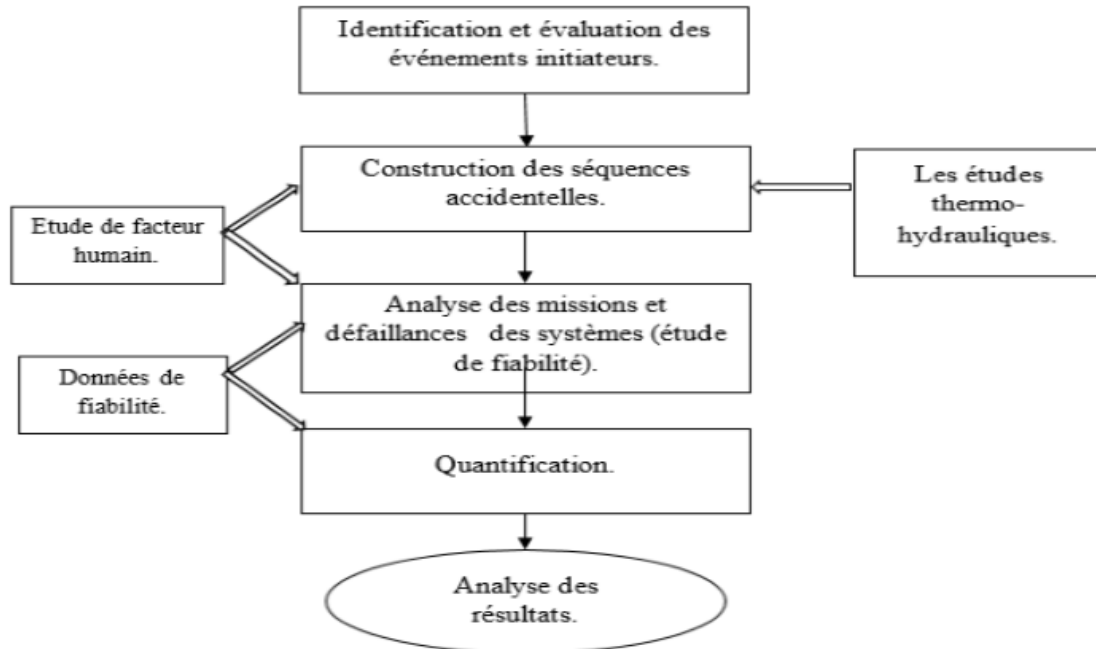 Identification et évaluation des
événements initiateurs.
Construction des séquences
accidentelles.
Les études
thermo-
hydrauliques.
Etude de facteur
humain.
Analyse des missions et
défaillances des systèmes (étude
de fiabilité).
Données de
fiabilité.
Quantification.
Analyse des
résultats.